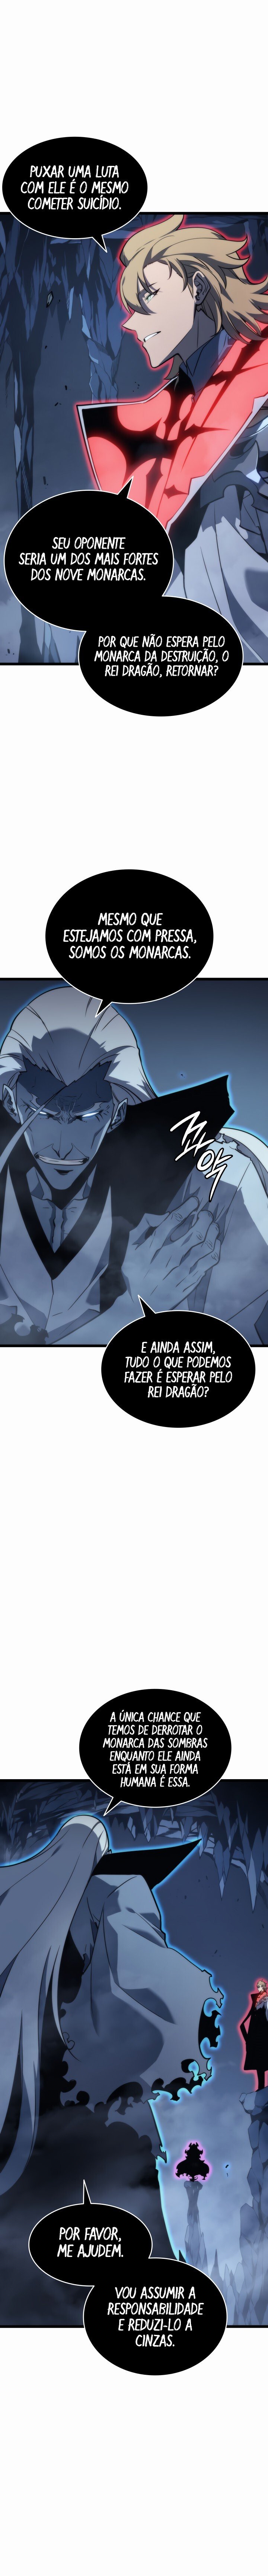 PUXAR UMA LUTA
COM ELE É O MESMO
COMETER SUICÍDIO.
SEU OPONENTE
SERIA UM DOS MAIS FORTES
DOS NOVE MONARCAS.
POR QUE NÃO ESPERA PELO
MONARCA DA DESTRUIÇÃO, O
REI DRAGÃO, RETORNAR?
MESMO QUE
ESTEJAMOS COM PRESSA,
SOMOS OS MONARCAS.
E AINDA ASSIM,
TUDO O QUE PODEMOS
FAZER É ESPERAR PELO
REI DRAGÃO?
A ÚNICA CHANCE QUE
TEMOS DE DERROTAR O
MONARCA DAS SOMBRAS
ENQUANTO ELE AINDA
ESTÁ EM SUA FORMA
HUMANA É ESSA.
POR FAVOR,
ME AJUDEM.
VOU ASSUMIR A
RESPONSABILIDADE
E REDUZI-LO A
CINZAS.